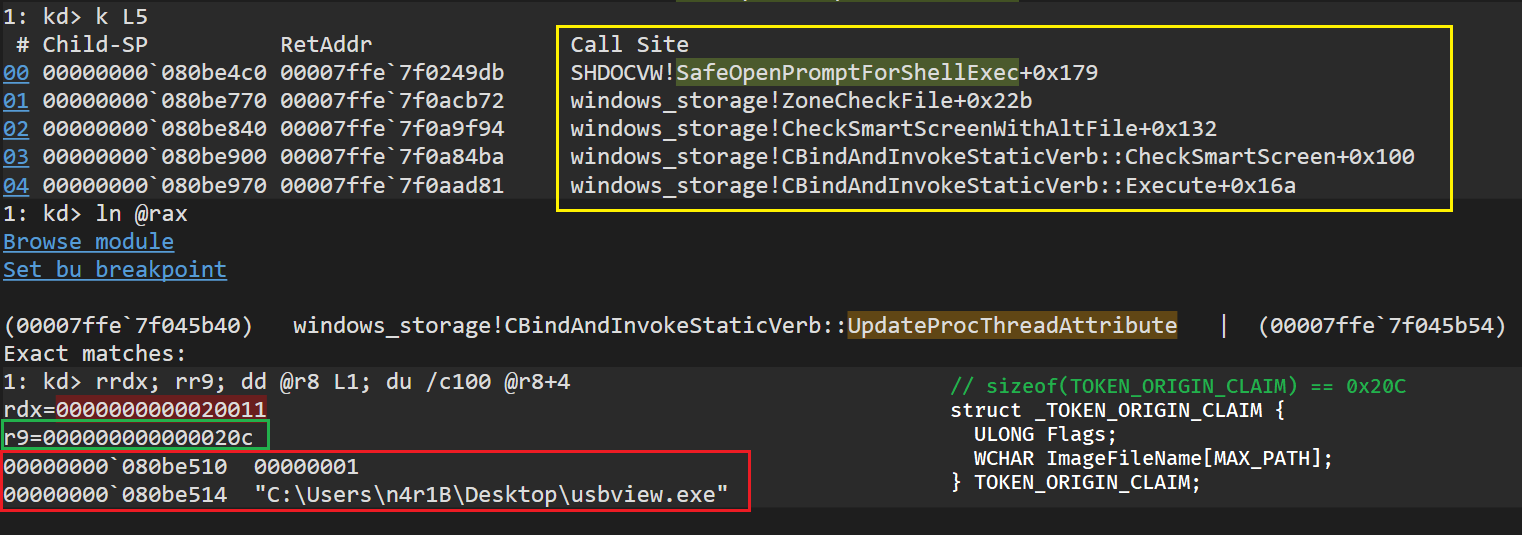 1: kd> k L5
 # Child-SP          RetAddr               Call Site
00 00000000`080be4c0 00007ffe`7f0249db     SHDOCVW!SafeOpenPromptForShellExec+0x179
01 00000000`080be770 00007ffe`7f0acb72     windows_storage!ZoneCheckFile+0x22b
02 00000000`080be840 00007ffe`7f0a9f94     windows_storage!CheckSmartScreenWithAltFile+0x132
03 00000000`080be900 00007ffe`7f0a84ba     windows_storage!CBindAndInvokeStaticVerb::CheckSmartScreen+0x100
04 00000000`080be970 00007ffe`7f0aad81     windows_storage!CBindAndInvokeStaticVerb::Execute+0x16a
1: kd> ln @rax
Browse module
Set bu breakpoint
(00007ffe`7f045b40)   windows_storage!CBindAndInvokeStaticVerb::UpdateProcThreadAttribute   |  (00007ffe`7f045b54)
Exact matches:
1: kd> rrdx; rr9; dd @r8 L1; du /c100 @r8+4
rdx=0000000000020011
r9=000000000000020c
00000000`080be510  00000001
00000000`080be514  "C:\Users\n4r1B\Desktop\usbview.exe"
// sizeof(TOKEN_ORIGIN_CLAIM) == 0x20C
struct _TOKEN_ORIGIN_CLAIM {
  ULONG Flags;
  WCHAR ImageFileName[MAX_PATH];
} TOKEN_ORIGIN_CLAIM;